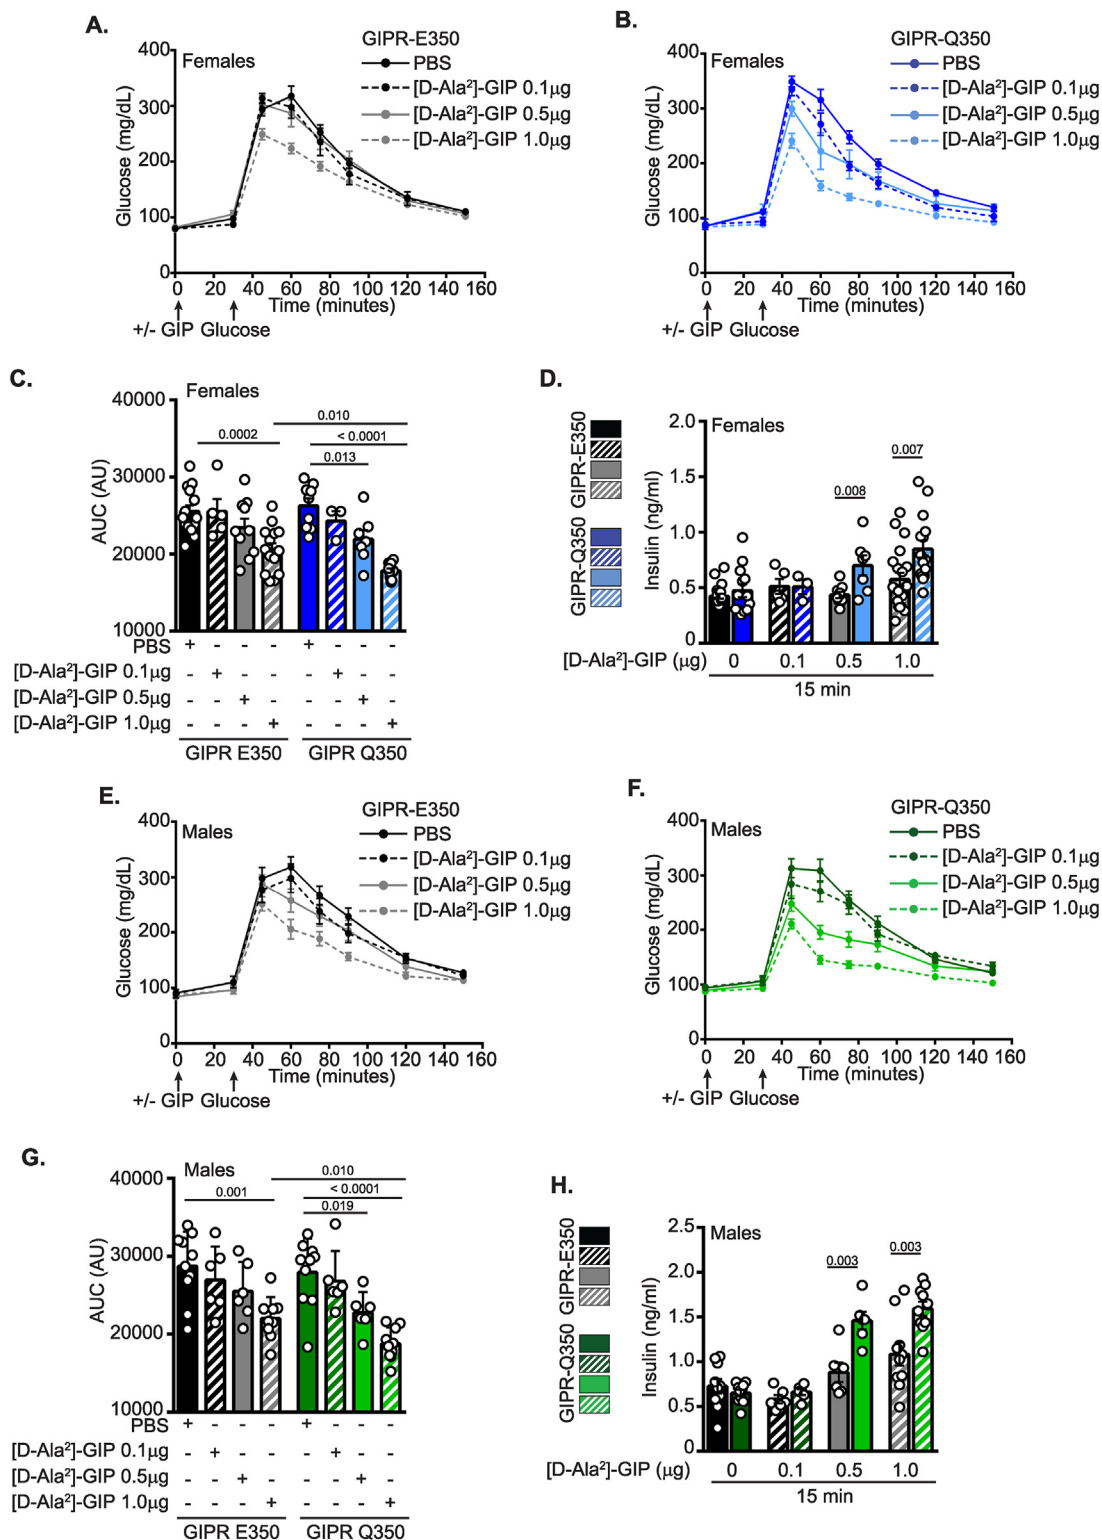 A.
GIPR-E350
Females
PBS
[D-Ala²]-GIP 0.1µg
[D-Ala²]-GIP 0.5µg
[D-Ala²]-GIP 1.0µg
Glucose (mg/dL)
400
300
200
100
0
0 20 40 60 80 100 120 140 160
Time (minutes)
+/- GIP Glucose
B.
GIPR-Q350
Females
PBS
[D-Ala²]-GIP 0.1µg
[D-Ala²]-GIP 0.5µg
[D-Ala²]-GIP 1.0µg
Glucose (mg/dL)
400
300
200
100
0
0 20 40 60 80 100 120 140 160
Time (minutes)
+/- GIP Glucose
C.
Females
AUC (AU)
40000
30000
20000
10000
0.010
0.0002
< 0.0001
0.013
PBS + - - - + - - -
[D-Ala²]-GIP 0.1µg - + - - - + - -
[D-Ala²]-GIP 0.5µg - - + - - - + -
[D-Ala²]-GIP 1.0µg - - - + - - - +
GIPR E350 GIPR Q350
D.
GIPR-E350
GIPR-Q350
Females
Insulin (ng/ml)
2.0
1.5
1.0
0.5
0
0.008
0.007
[D-Ala²]-GIP (µg) 0 0.1 0.5 1.0
15 min
E.
GIPR-E350
Males
PBS
[D-Ala²]-GIP 0.1µg
[D-Ala²]-GIP 0.5µg
[D-Ala²]-GIP 1.0µg
Glucose (mg/dL)
400
300
200
100
0
0 20 40 60 80 100 120 140 160
Time (minutes)
+/- GIP Glucose
F.
GIPR-Q350
Males
PBS
[D-Ala²]-GIP 0.1µg
[D-Ala²]-GIP 0.5µg
[D-Ala²]-GIP 1.0µg
Glucose (mg/dL)
400
300
200
100
0
0 20 40 60 80 100 120 140 160
Time (minutes)
+/- GIP Glucose
G.
Males
AUC (AU)
40000
30000
20000
10000
0.010
0.001
< 0.0001
0.019
PBS + - - - + - - -
[D-Ala²]-GIP 0.1µg - + - - - + - -
[D-Ala²]-GIP 0.5µg - - + - - - + -
[D-Ala²]-GIP 1.0µg - - - + - - - +
GIPR E350 GIPR Q350
H.
GIPR-E350
GIPR-Q350
Males
Insulin (ng/ml)
2.5
2.0
1.5
1.0
0.5
0
0.003
0.003
[D-Ala²]-GIP (µg) 0 0.1 0.5 1.0
15 min